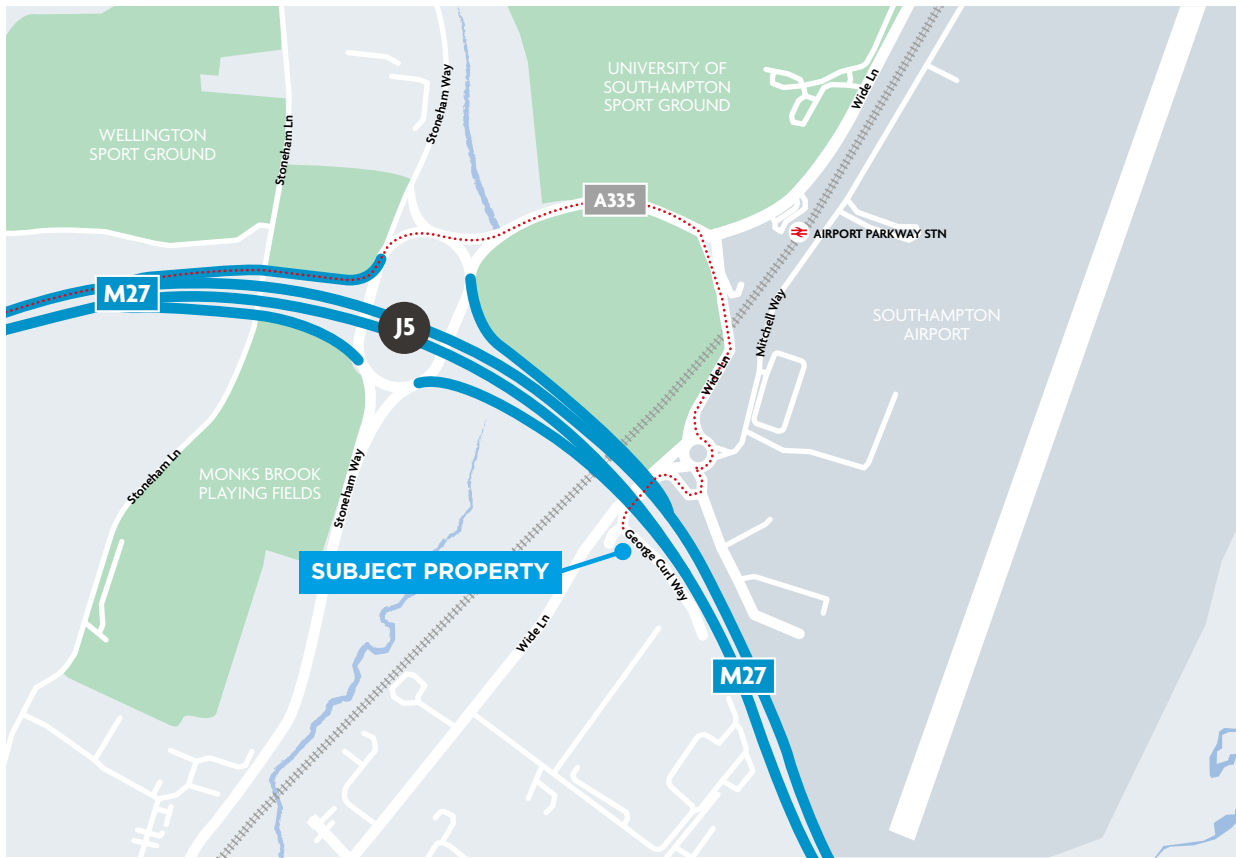 UNIVERSITY OF
SOUTHAMPTON
SPORT GROUND
Wide Ln
Stoneham Way
WELLINGTON
SPORT GROUND
Stoneham Ln
A335
AIRPORT PARKWAY STN
M27
J5
Mitchell Way
SOUTHAMPTON
AIRPORT
Wide Ln
Stoneham Ln
MONKS BROOK
PLAYING FIELDS
Stoneham Way
SUBJECT PROPERTY
George Curl Way
Wide Ln
M27